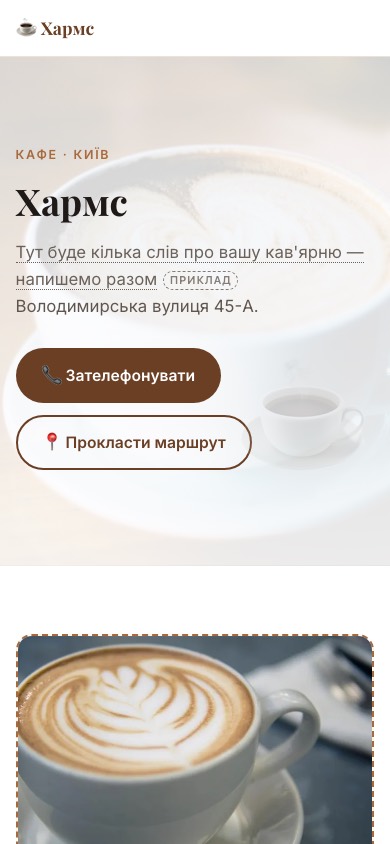 Хармс
КАФЕ · КИЇВ
Хармс
Тут буде кілька слів про вашу кав'ярню —
напишемо разом ПРИКЛАД
Володимирська вулиця 45-А.
Зателефонувати
Прокласти маршрут